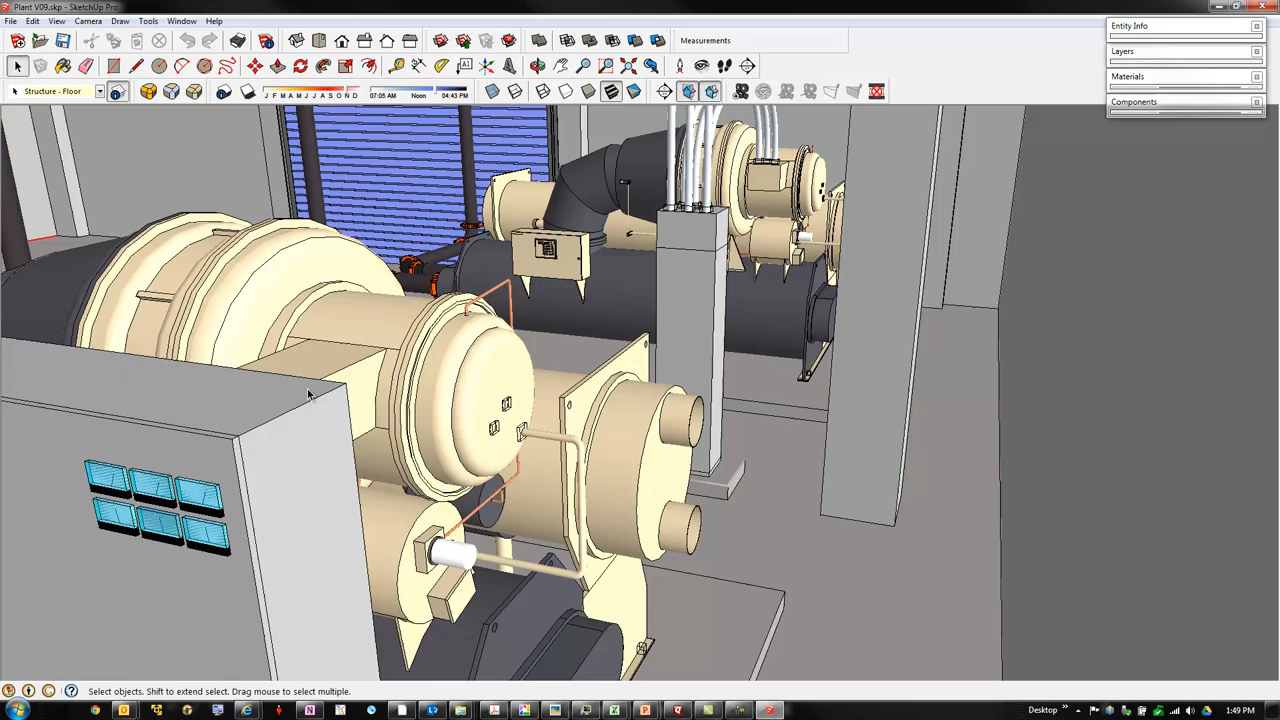 Plant V09.skp - SketchUp Pro
File Edit View Camera Draw Tools Window Help
Measurements
Structure - Floor
J F M A M J J A S O N D
07:05 AM Noon 04:43 PM
Entity Info
Layers
Materials
Components
Select objects. Shift to extend select. Drag mouse to select multiple.
Desktop
1:49 PM